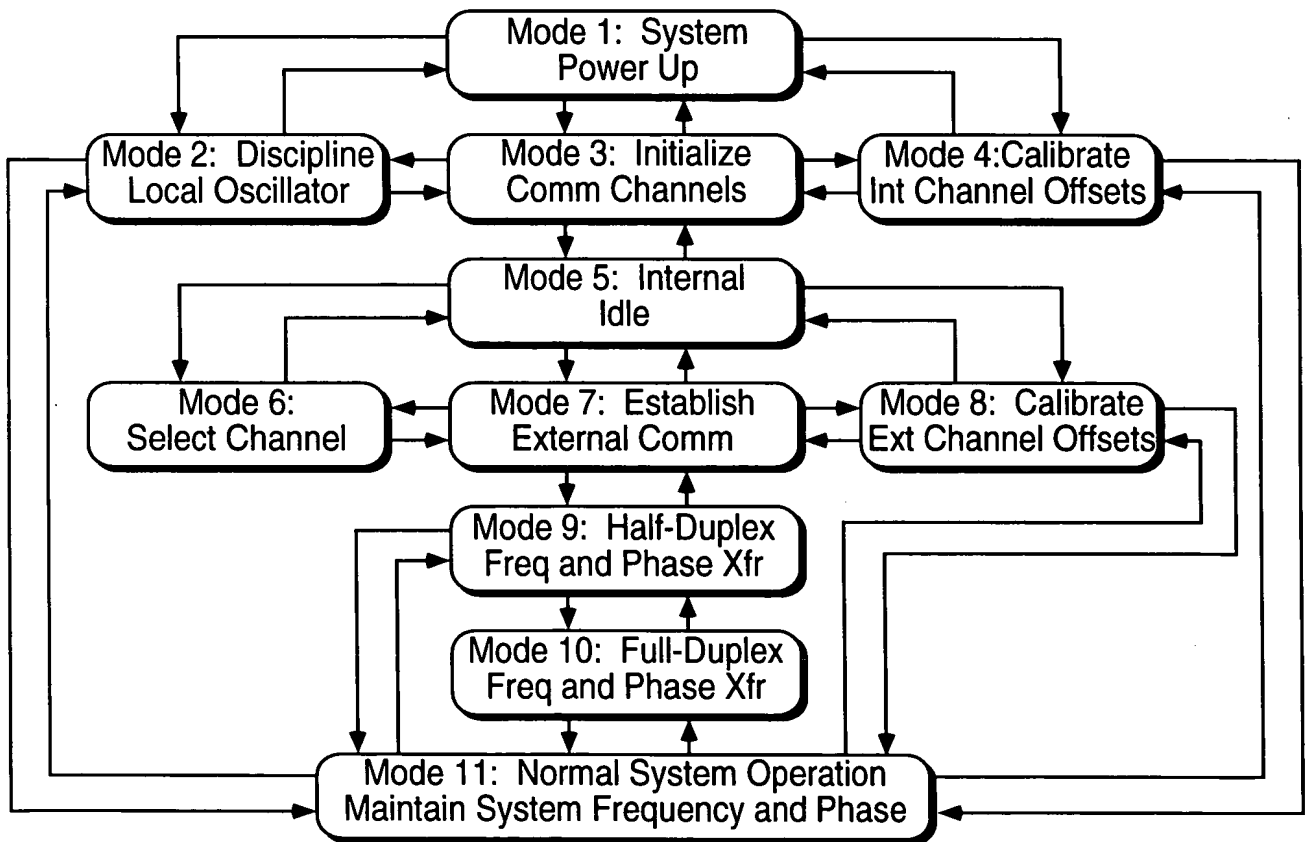 Mode 1: System
Power Up
Mode 2: Discipline
Local Oscillator
Mode 3: Initialize
Comm Channels
Mode 4:Calibrate
Int Channel Offsets
Mode 5: Internal
Idle
Mode 6:
Select Channel
Mode 7: Establish
External Comm
Mode 8: Calibrate
Ext Channel Offsets
Mode 9: Half-Duplex
Freq and Phase Xfr
Mode 10: Full-Duplex
Freq and Phase Xfr
Mode 11: Normal System Operation
Maintain System Frequency and Phase